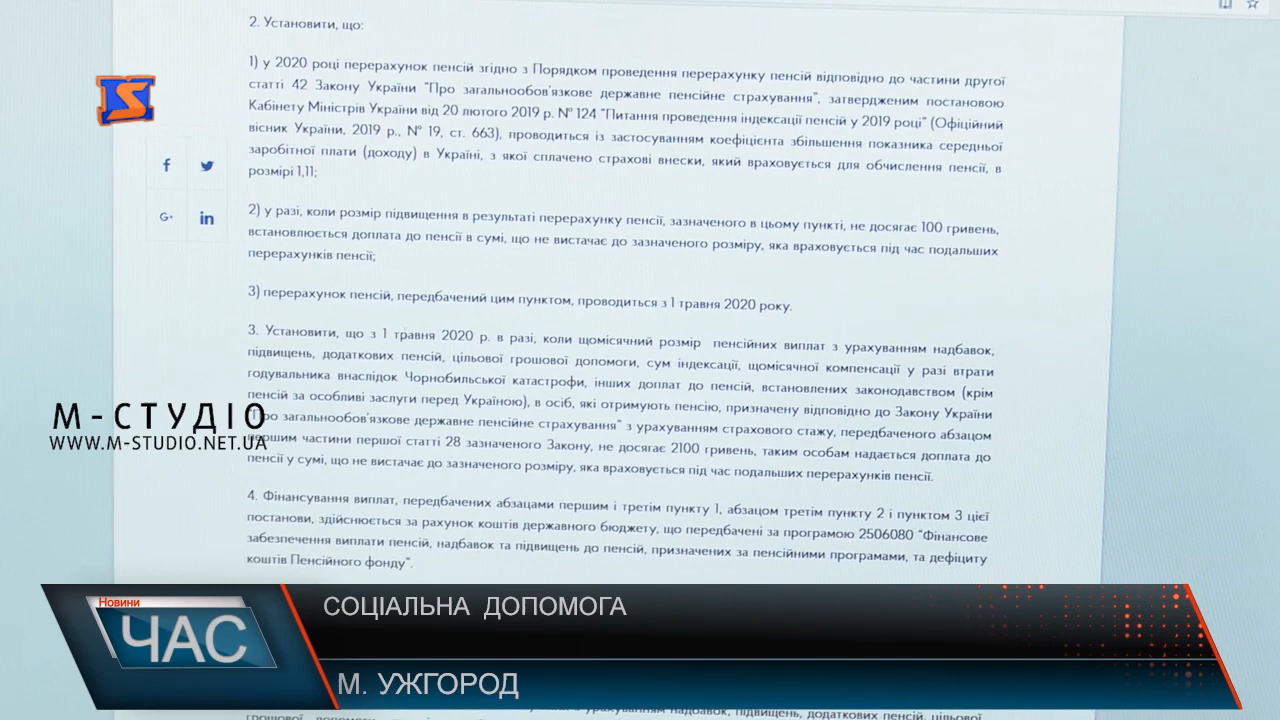 2. Установити, що:
1) у 2020 році перерахунок пенсій згідно з Порядком проведення перерахунку пенсій відповідно до частини другої
статті 42 Закону України "Про загальнообов'язкове державне пенсійне страхування", затвердженим постановою
Кабінету Міністрів України від 20 лютого 2019 р. № 124 "Питання проведення індексації пенсій у 2019 році" (Офіційний
вісник України, 2019 р., № 19, ст. 663), проводиться із застосуванням коефіцієнта збільшення показника середньої
заробітної плати (доходу) в Україні, з якої сплачено страхові внески, який враховується для обчислення пенсії, в
розмірі 1,11;
2) у разі, коли розмір підвищення в результаті перерахунку пенсії, зазначеного в цьому пункті, не досягає 100 гривень,
встановлюється доплата до пенсії в сумі, що не вистачає до зазначеного розміру, яка враховується під час подальших
перерахунків пенсії;
3) перерахунок пенсій, передбачений цим пунктом, проводиться з 1 травня 2020 року.
3. Установити, що з 1 травня 2020 р. в разі, коли щомісячний розмір пенсійних виплат з урахуванням надбавок,
підвищень, додаткових пенсій, цільової грошової допомоги, сум індексації, щомісячної компенсації у разі втрати
годувальника внаслідок Чорнобильської катастрофи, інших доплат до пенсій, встановлених законодавством (крім
пенсій за особливі заслуги перед Україною), в осіб, які отримують пенсію, призначену відповідно до Закону України
"Про загальнообов'язкове державне пенсійне страхування" з урахуванням страхового стажу, передбаченого абзацом
першим частини першої статті 28 зазначеного Закону, не досягає 2100 гривень, таким особам надається доплата до
пенсії у сумі, що не вистачає до зазначеного розміру, яка враховується під час подальших перерахунків пенсії.
4. Фінансування виплат, передбачених абзацами першим і третім пункту 1, абзацом третім пункту 2 і пунктом 3 цієї
постанови, здійснюється за рахунок коштів державного бюджету, що передбачені за програмою 2506080 "Фінансове
забезпечення виплати пенсій, надбавок та підвищень до пенсій, призначених за пенсійними програмами, та дефіциту
коштів Пенсійного фонду".
f
G+
in
М-СТУДІО
WWW.M-STUDIO.NET.UA
Новини
ЧАС
СОЦІАЛЬНА ДОПОМОГА
М. УЖГОРОД
урахуванням надбавок, підвищень, додаткових пенсій, цільової
грошової